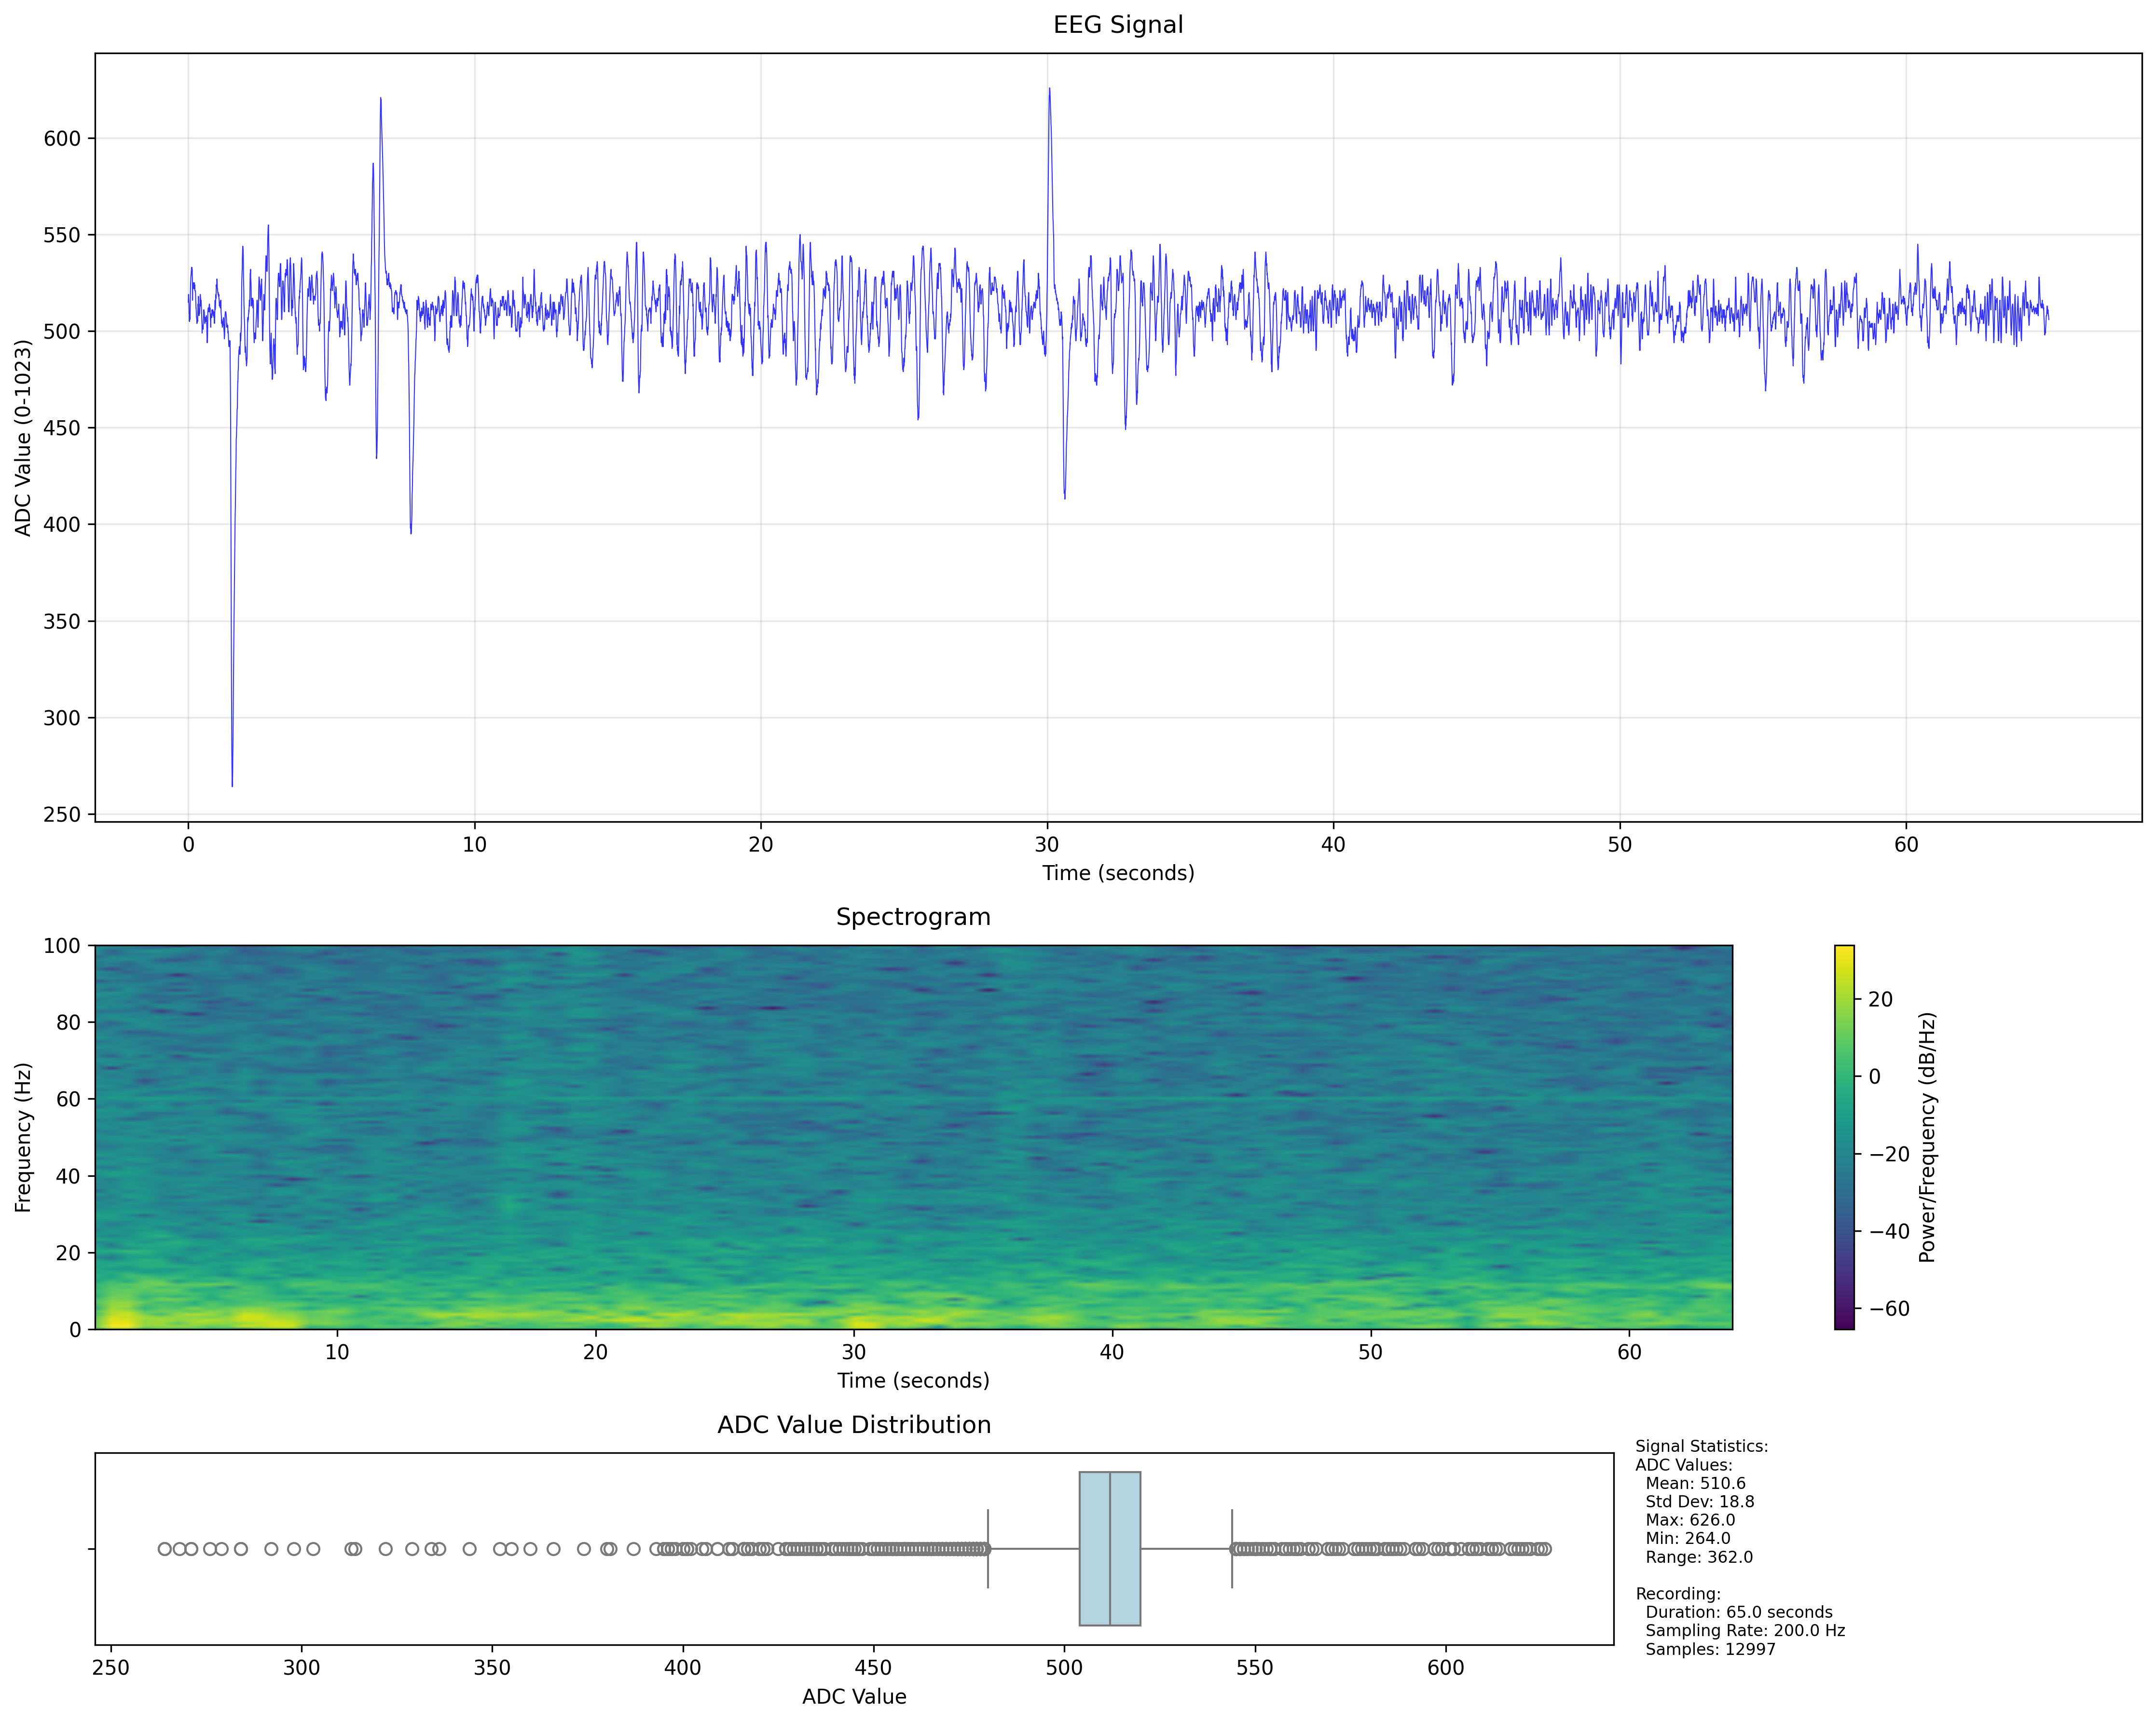 EEG Signal
ADC Value (0-1023)
600
550
500
450
400
350
300
250
0 10 20 30 40 50 60
Time (seconds)
Spectrogram
Frequency (Hz)
100
80
60
40
20
0
10 20 30 40 50 60
Time (seconds)
20
0
−20
−40
−60
Power/Frequency (dB/Hz)
ADC Value Distribution
250 300 350 400 450 500 550 600
ADC Value
Signal Statistics:
ADC Values:
Mean: 510.6
Std Dev: 18.8
Max: 626.0
Min: 264.0
Range: 362.0
Recording:
Duration: 65.0 seconds
Sampling Rate: 200.0 Hz
Samples: 12997